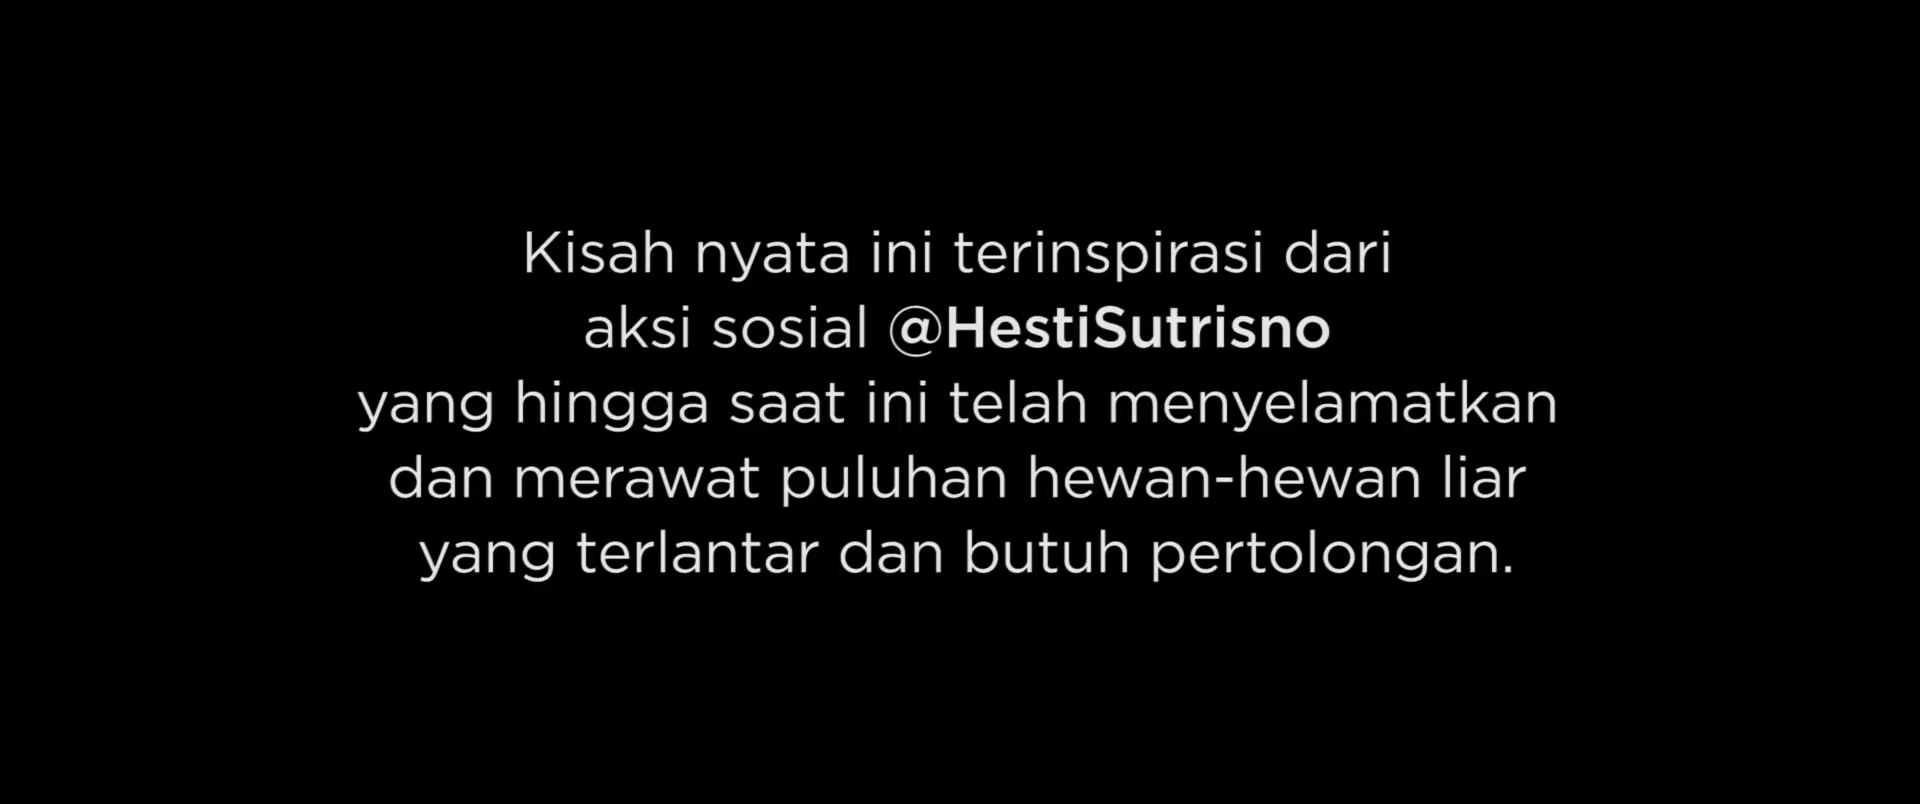 Kisah nyata ini terinspirasi dari
aksi sosial @HestiSutrisno
yang hingga saat ini telah menyelamatkan
dan merawat puluhan hewan-hewan liar
yang terlantar dan butuh pertolongan.